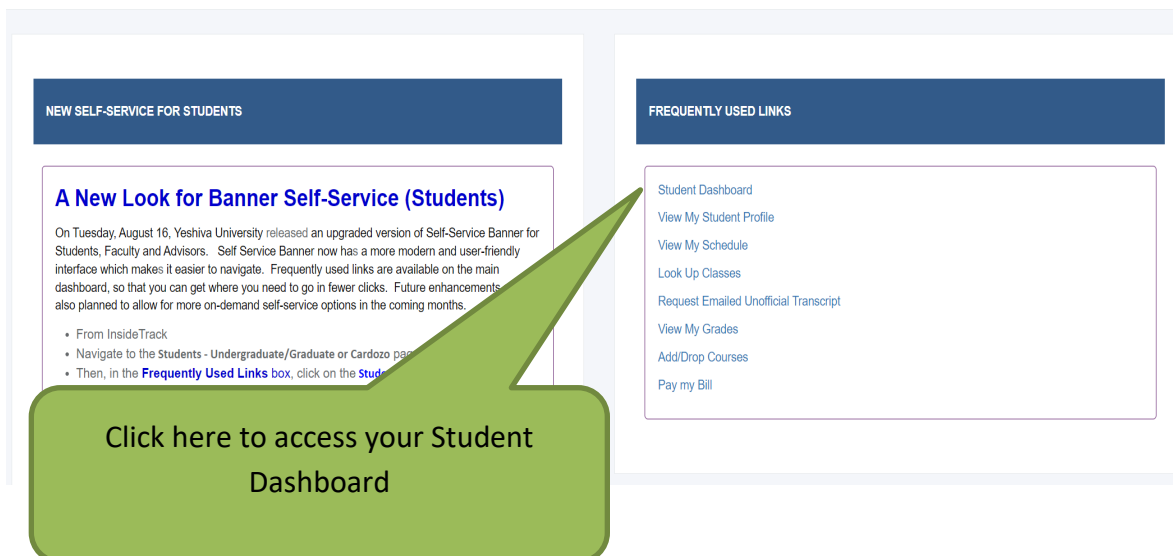 NEW SELF-SERVICE FOR STUDENTS
A New Look for Banner Self-Service (Students)
On Tuesday, August 16, Yeshiva University released an upgraded version of Self-Service Banner for
Students, Faculty and Advisors. Self Service Banner now has a more modern and user-friendly
interface which makes it easier to navigate. Frequently used links are available on the main
dashboard, so that you can get where you need to go in fewer clicks. Future enhancements
also planned to allow for more on-demand self-service options in the coming months.
• From InsideTrack
• Navigate to the Students - Undergraduate/Graduate or Cardozo
• Then, in the Frequently Used Links box, click on the
Click here to access your Student
Dashboard
FREQUENTLY USED LINKS
Student Dashboard
View My Student Profile
View My Schedule
Look Up Classes
Request Emailed Unofficial Transcript
View My Grades
Add/Drop Courses
Pay my Bill